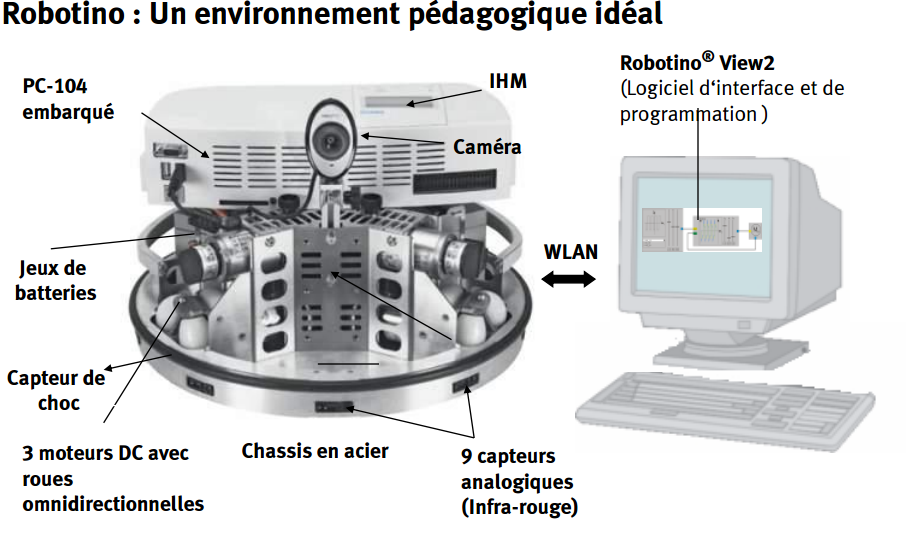 Robotino : Un environnement pédagogique idéal
PC-104
embarqué
IHM
Caméra
Robotino® View2
(Logiciel d'interface et de
programmation )
Jeux de
batteries
WLAN
Capteur de
choc
3 moteurs DC avec
roues
omnidirectionnelles
Chassis en acier
9 capteurs
analogiques
(Infra-rouge)